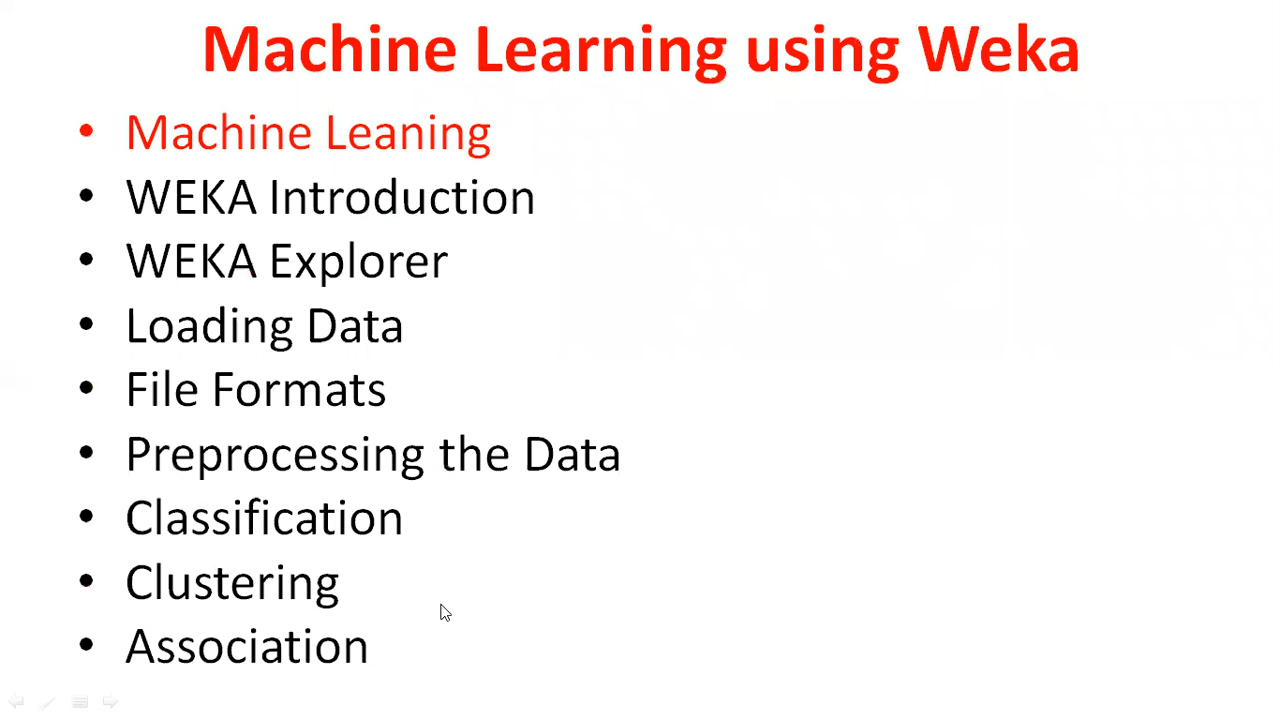 Machine Learning using Weka
• Machine Leaning
• WEKA Introduction
• WEKA Explorer
• Loading Data
• File Formats
• Preprocessing the Data
• Classification
• Clustering
• Association